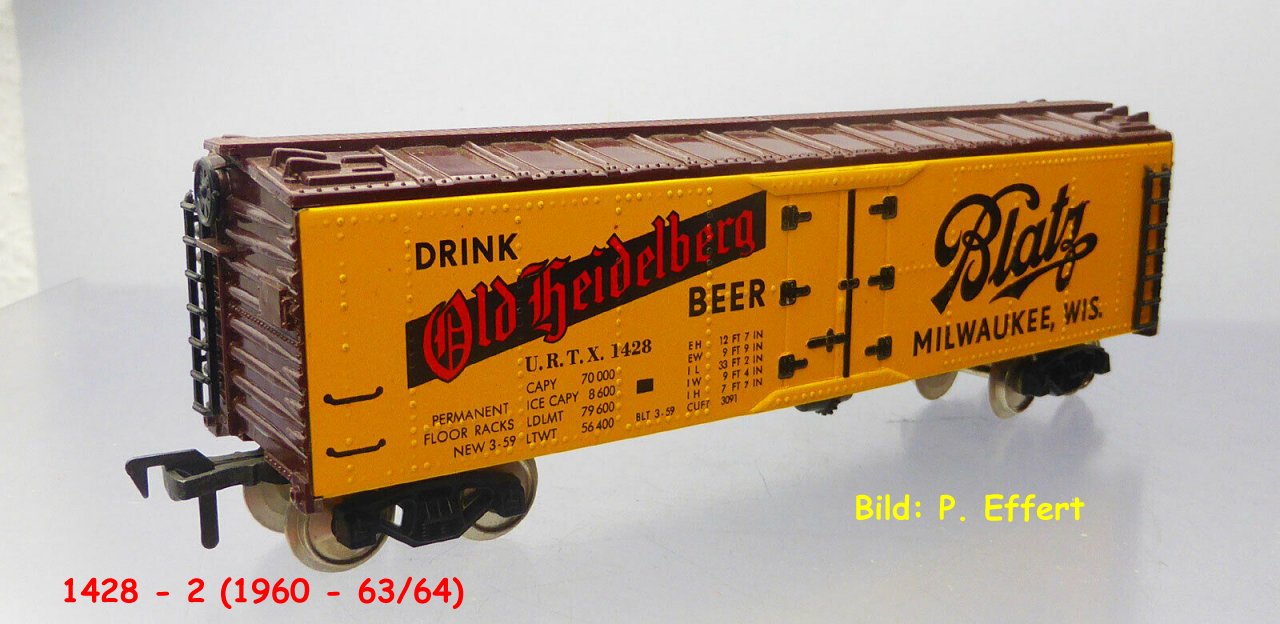 DRINK
Old Heidelberg
BEER
U.R.T.X. 1428
CAPY 70 000
ICE CAPY 8 600
LDLMT 79 600
LTWT 56 400
PERMANENT
FLOOR RACKS
NEW 3-59
BLT 3-59
EH 12 FT 7 IN
EW 9 FT 9 IN
IL 33 FT 2 IN
IW 9 FT 4 IN
IH 7 FT 7 IN
CUFT 3091
Blatz
MILWAUKEE, WIS.
Bild: P. Effert
1428 - 2 (1960 - 63/64)